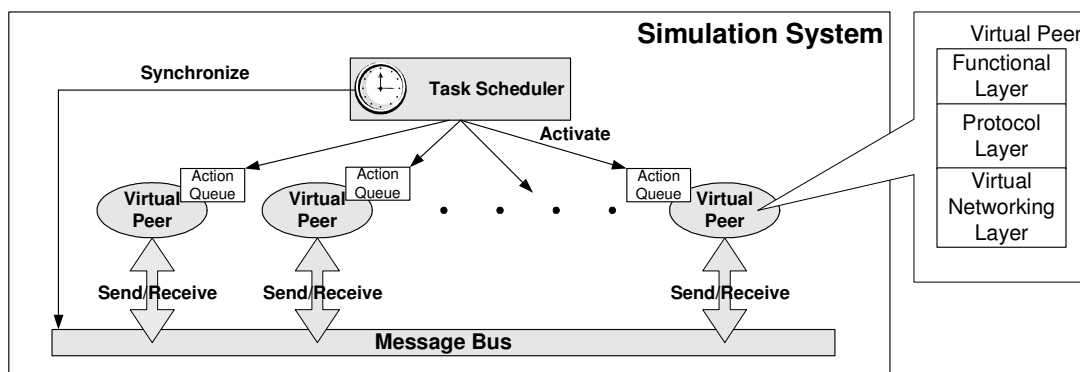 Simulation System
Synchronize
Task Scheduler
Activate
Action
Queue
Action
Queue
Action
Queue
Virtual
Peer
Virtual
Peer
Virtual
Peer
Send/Receive
Send/Receive
Send/Receive
Message Bus
Virtual Peer
Functional
Layer
Protocol
Layer
Virtual
Networking
Layer